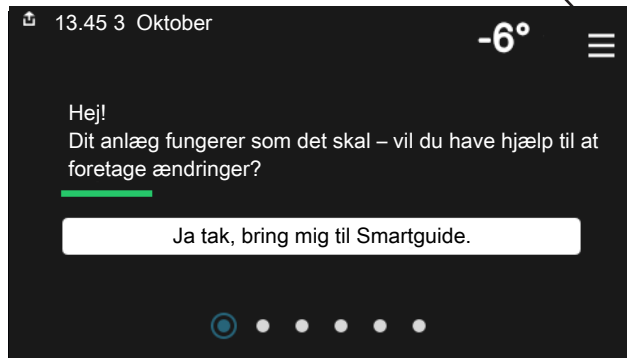 13.45 3 Oktober
-6°
Hej!
Dit anlæg fungerer som det skal – vil du have hjælp til at
foretage ændringer?
Ja tak, bring mig til Smartguide.